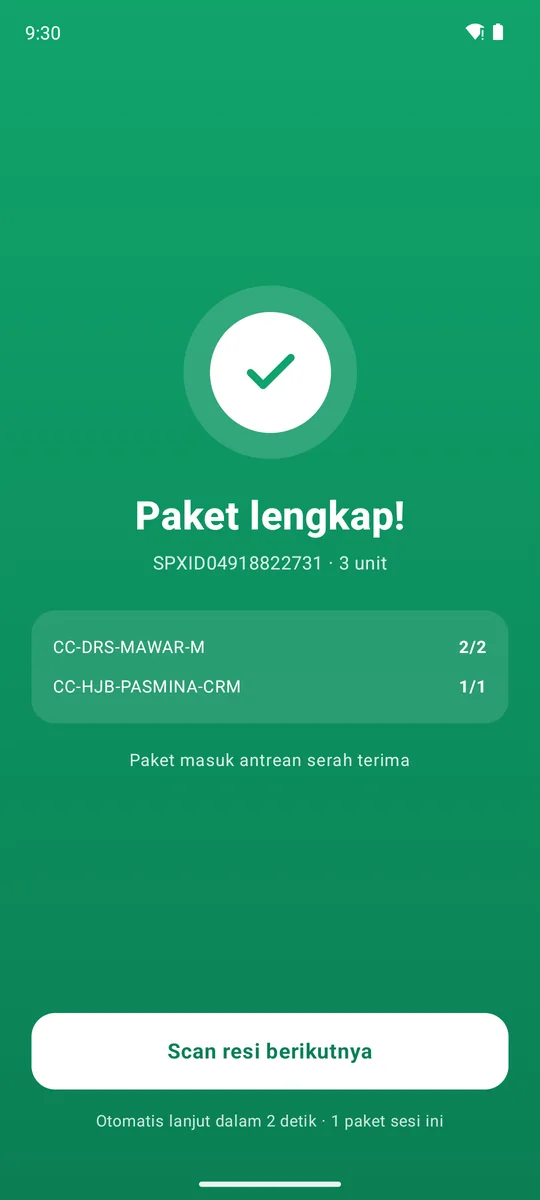 9:30
Paket lengkap!
SPXID04918822731 · 3 unit
CC-DRS-MAWAR-M 2/2
CC-HJB-PASMINA-CRM 1/1
Paket masuk antrean serah terima
Scan resi berikutnya
Otomatis lanjut dalam 2 detik · 1 paket sesi ini